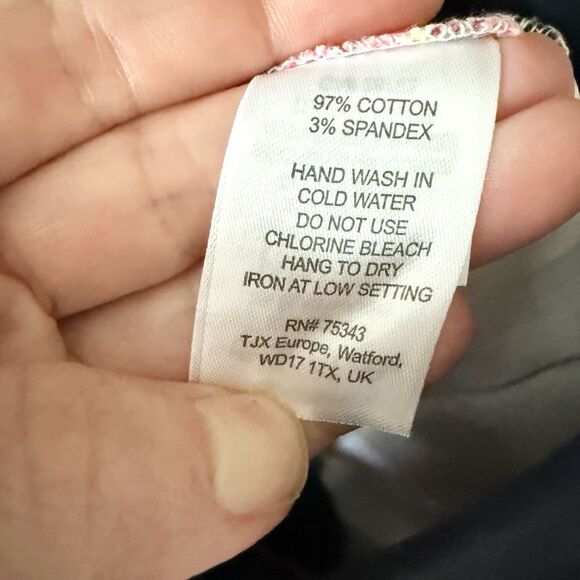 97% COTTON
3% SPANDEX
HAND WASH IN
COLD WATER
DO NOT USE
CHLORINE BLEACH
HANG TO DRY
IRON AT LOW SETTING
RN# 75343
TJX Europe, Watford,
WD17 1TX, UK